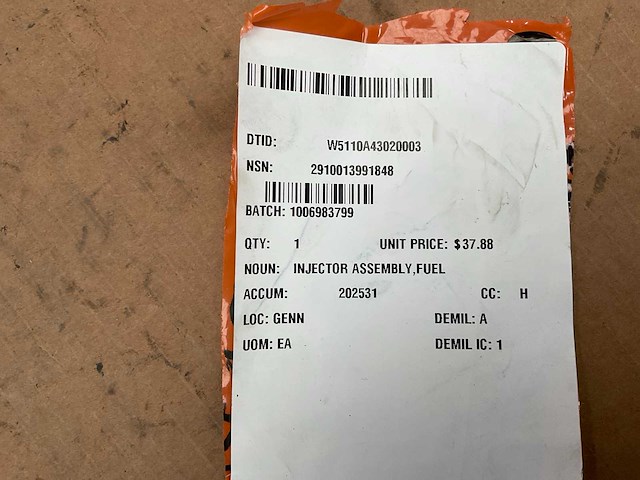 DTID: W5110A43020003
NSN: 2910013991848
BATCH: 1006983799
QTY: 1 UNIT PRICE: $37.88
NOUN: INJECTOR ASSEMBLY,FUEL
ACCUM: 202531 CC: H
LOC: GENN DEMIL: A
UOM: EA DEMIL IC: 1